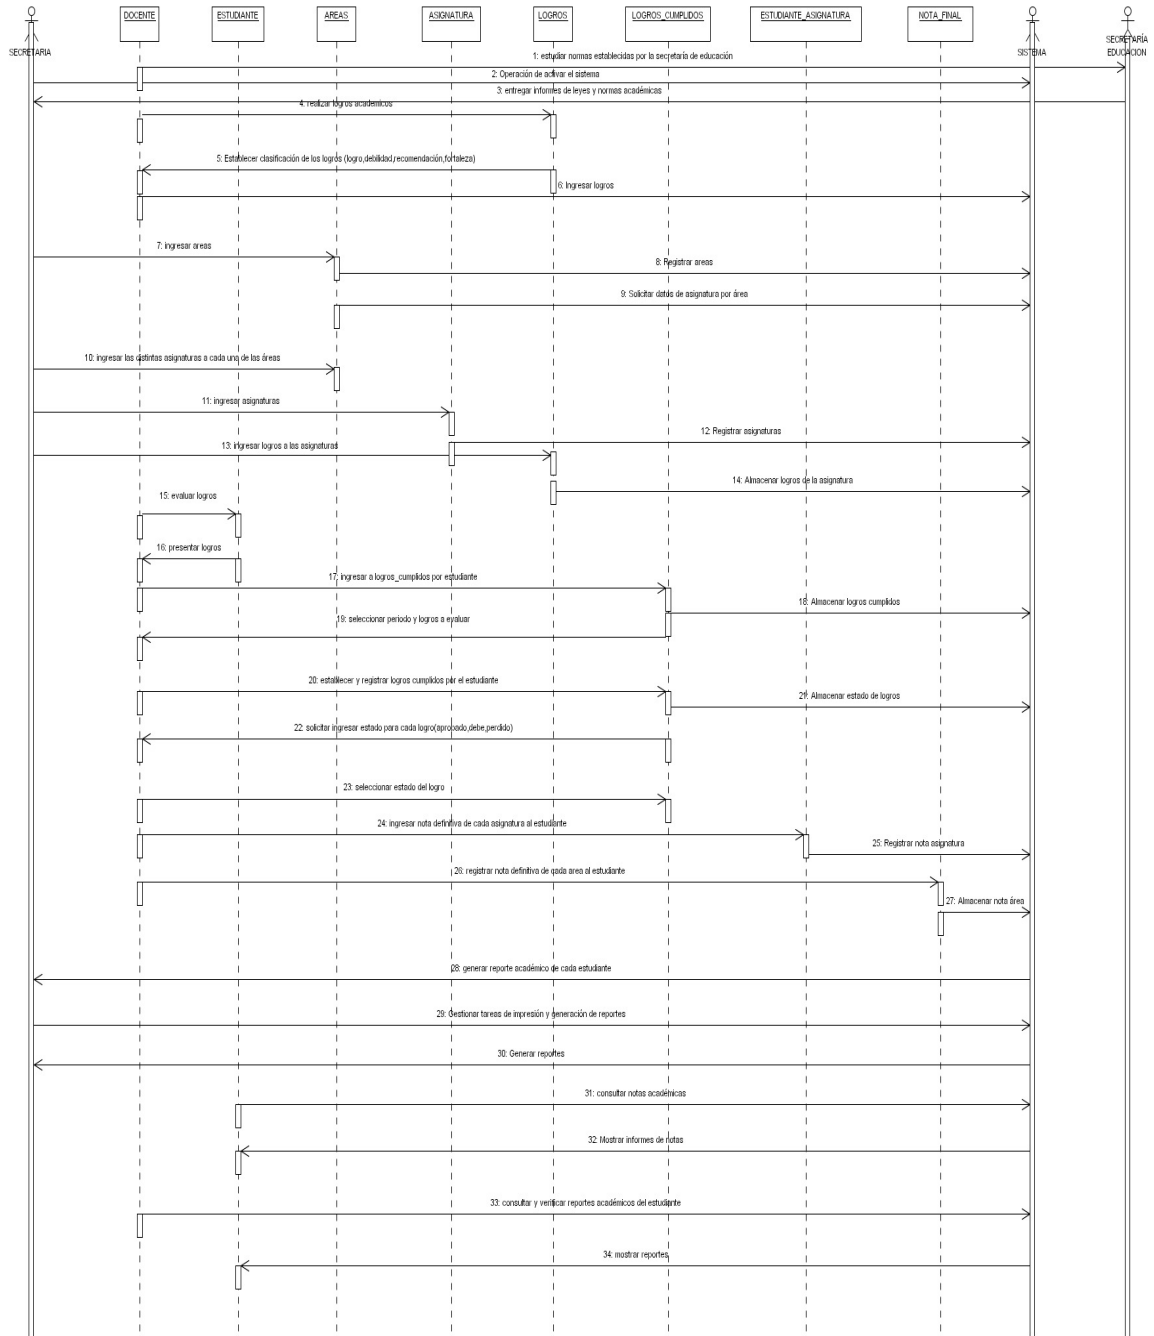 DOCENTE
ESTUDIANTE
AREAS
ASIGNATURA
LOGROS
LOGROS_CUMPLIDOS
ESTUDIANTE_ASIGNATURA
NOTA_FINAL
SECRETARIA
SISTEMA
SECRETARÍA
EDUCACION
1: estudiar normas establecidas por la secretaría de educación
2: Operación de activar el sistema
3: entregar informes de leyes y normas académicas
4: realizar logros academicos
5: Establecer clasificación de los logros (logro,debilidad,recomendación,fortaleza)
6: Ingresar logros
7: ingresar areas
8: Registrar areas
9: Solicitar datos de asignatura por área
10: ingresar las distintas asignaturas a cada una de las áreas
11: ingresar asignaturas
12: Registrar asignaturas
13: ingresar logros a las asignaturas
14: Almacenar logros de la asignatura
15: evaluar logros
16: presentar logros
17: ingresar a logros_cumplidos por estudiante
18: Almacenar logros cumplidos
19: seleccionar periodo y logros a evaluar
20: establecer y registrar logros cumplidos por el estudiante
21: Almacenar estado de logros
22: solicitar ingresar estado para cada logro(aprobado,debe,perdido)
23: seleccionar estado del logro
24: ingresar nota definitiva de cada asignatura al estudiante
25: Registrar nota asignatura
26: registrar nota definitiva de cada area al estudiante
27: Almacenar nota área
28: generar reporte académico de cada estudiante
29: Gestionar tareas de impresión y generación de reportes
30: Generar reportes
31: consultar notas académicas
32: Mostrar informes de notas
33: consultar y verificar reportes académicos del estudiante
34: mostrar reportes